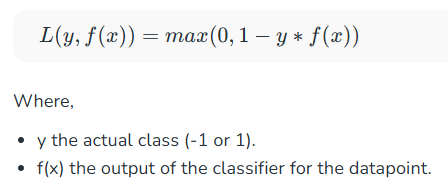 L(y, f(x)) = max(0, 1 − y ∗ f(x))
Where,
• y the actual class (-1 or 1).
• f(x) the output of the classifier for the datapoint.